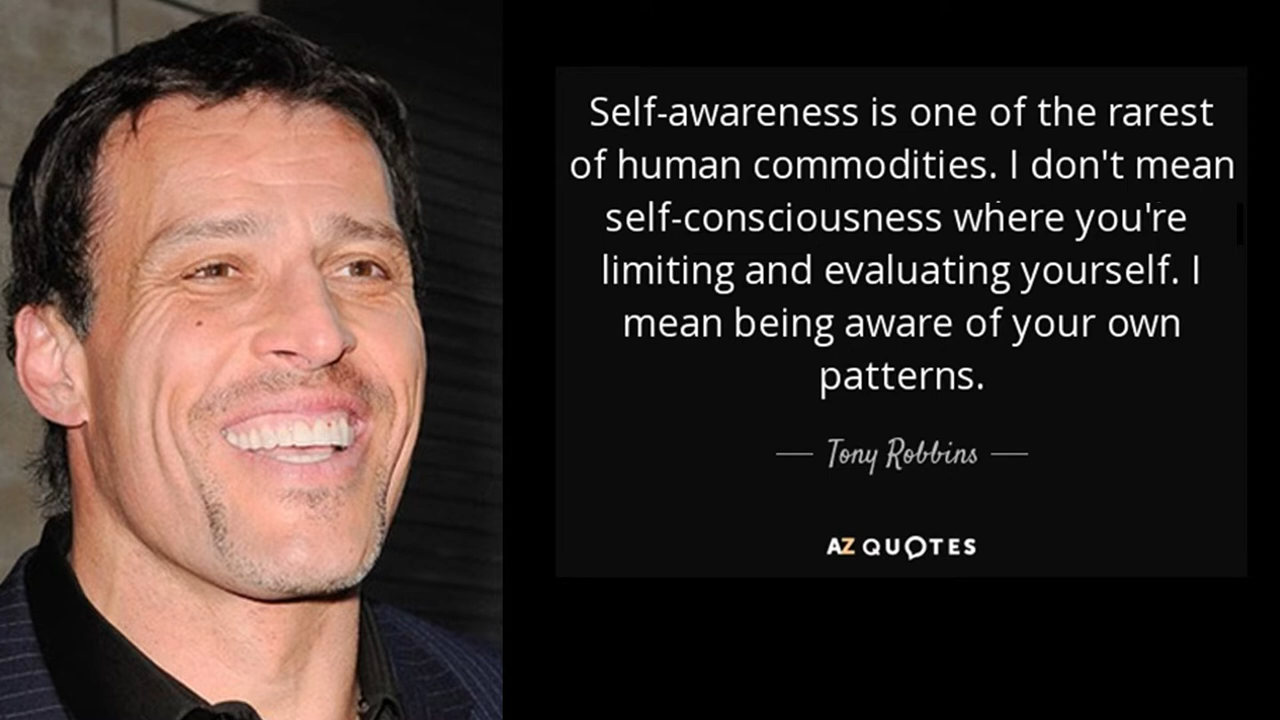 Self-awareness is one of the rarest
of human commodities. I don't mean
self-consciousness where you're
limiting and evaluating yourself. I
mean being aware of your own
patterns.
Tony Robbins
AZ QUOTES